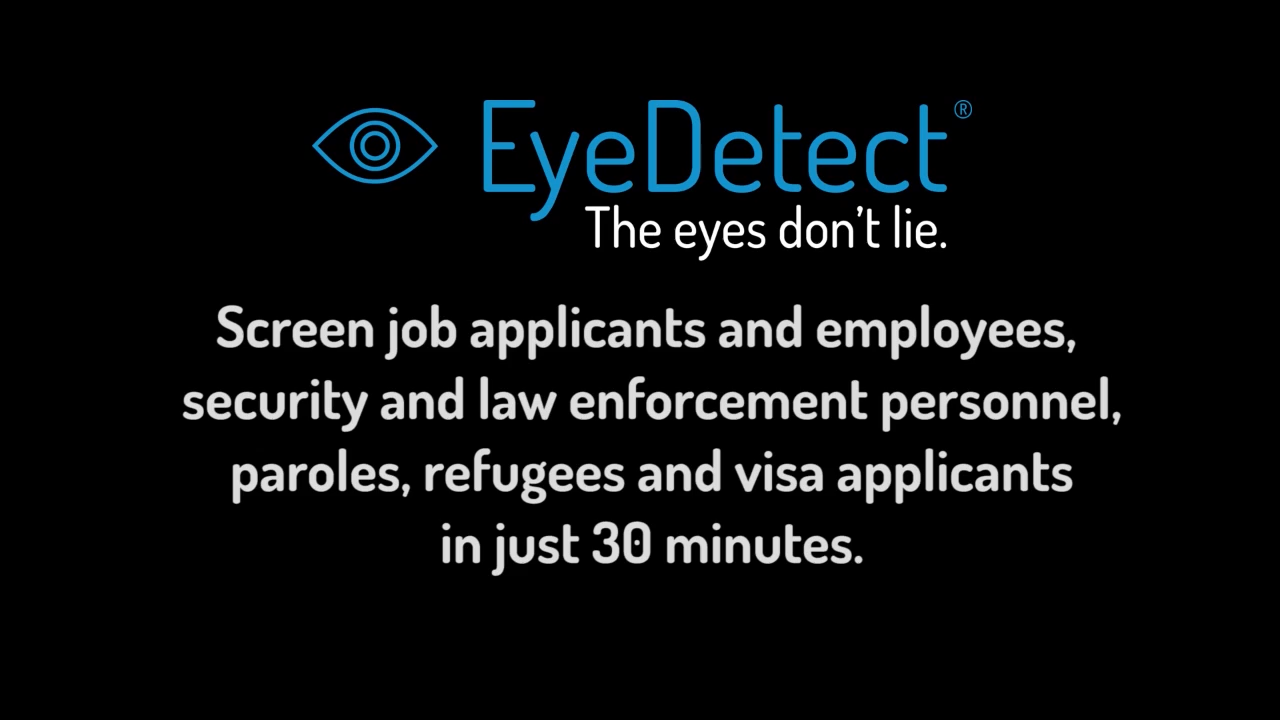 EyeDetect®
The eyes don't lie.
Screen job applicants and employees,
security and law enforcement personnel,
paroles, refugees and visa applicants
in just 30 minutes.